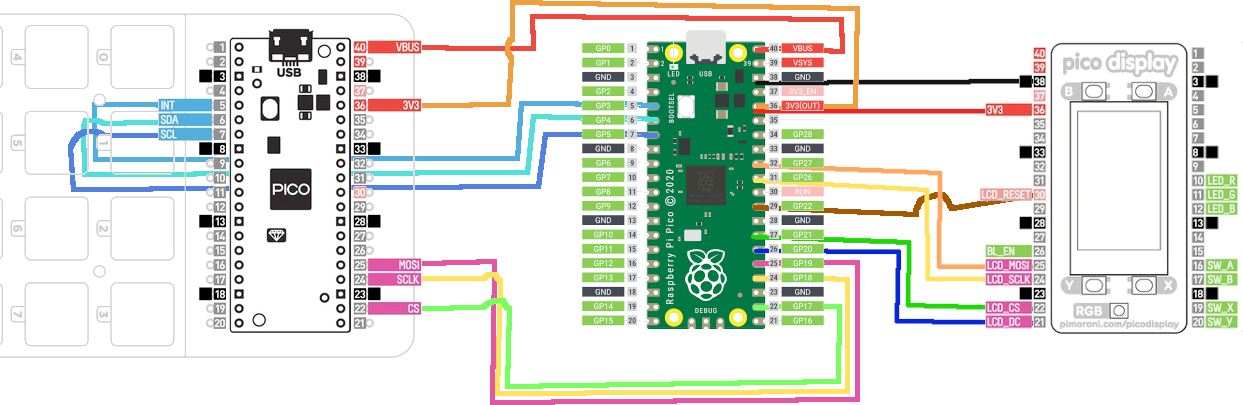 4
0
5
1
6
2
7
3
1
2
3
4
INT 5
SDA 6
SCL 7
8
9
10
11
12
13
14
15
16
17
18
19
20
USB
PICO
40 VBUS
39
38
37
36 3V3
35
34
33
32
31
30
29
28
27
26
25 MOSI
24 SCLK
23
22 CS
21
GP0 1
GP1 2
GND 3
GP2 4
GP3 5
GP4 6
GP5 7
GND 8
GP6 9
GP7 10
GP8 11
GP9 12
GND 13
GP10 14
GP11 15
GP12 16
GP13 17
GND 18
GP14 19
GP15 20
1
2
39
LED
USB
BOOTSEL
Raspberry Pi Pico © 2020
DEBUG
40 VBUS
39 VSYS
38 GND
37 3V3_EN
36 3V3(OUT)
35
34 GP28
33 GND
32 GP27
31 GP26
30 RUN
29 GP22
28 GND
27 GP21
26 GP20
25 GP19
24 GP18
23 GND
22 GP17
21 GP16
40
39
38
37
3V3 36
35
34
33
32
31
LCD_RESET 30
29
28
27
BL_EN 26
LCD_MOSI 25
LCD_SCLK 24
23
LCD_CS 22
LCD_DC 21
pico display
B
A
Y
X
RGB
pimoroni.com/picodisplay
1
2
3
4
5
6
7
8
9
10 LED_R
11 LED_G
12 LED_B
13
14
15
16 SW_A
17 SW_B
18
19 SW_X
20 SW_Y